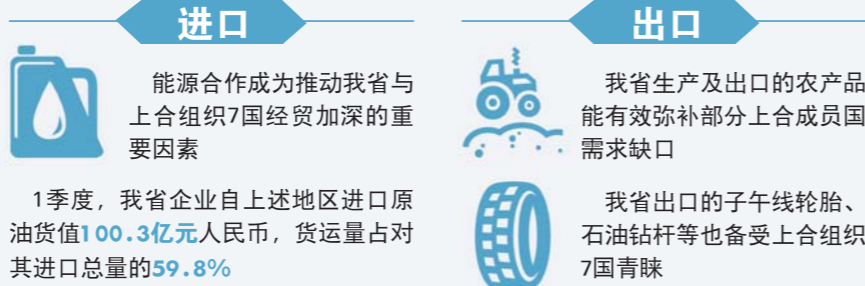 进口
能源合作成为推动我省与
上合组织7国经贸加深的重
要因素
1季度，我省企业自上述地区进口原
油货值100.3亿元人民币，货运量占对
其进口总量的59.8%
出口
我省生产及出口的农产品
能有效弥补部分上合成员国
需求缺口
我省出口的子午线轮胎、
石油钻杆等也备受上合组织
7国青睐